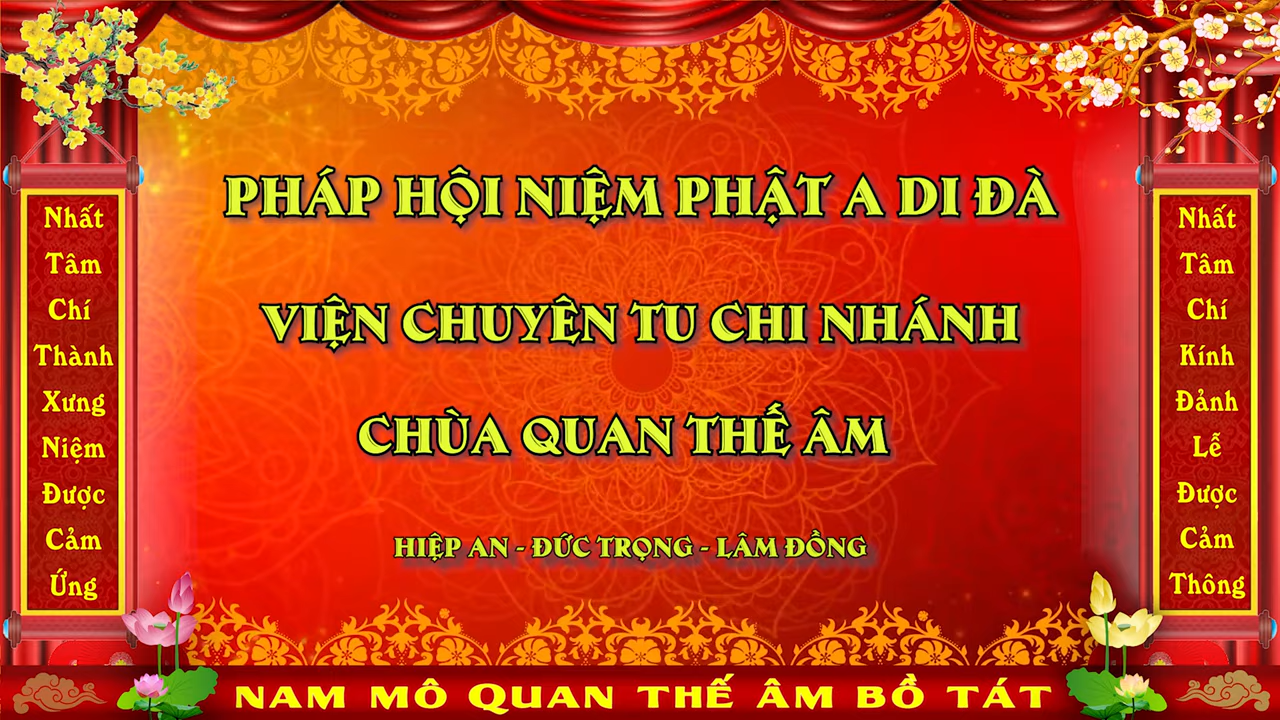 PHÁP HỘI NIỆM PHẬT A DI ĐÀ
VIỆN CHUYÊN TU CHI NHÁNH
CHÙA QUAN THẾ ÂM
HIỆP AN - ĐỨC TRỌNG - LÂM ĐỒNG
Nhất
Tâm
Chí
Thành
Xưng
Niệm
Được
Cảm
Ứng
Nhất
Tâm
Chí
Kính
Đảnh
Lễ
Được
Cảm
Thông
NAM MÔ QUAN THẾ ÂM BỒ TÁT